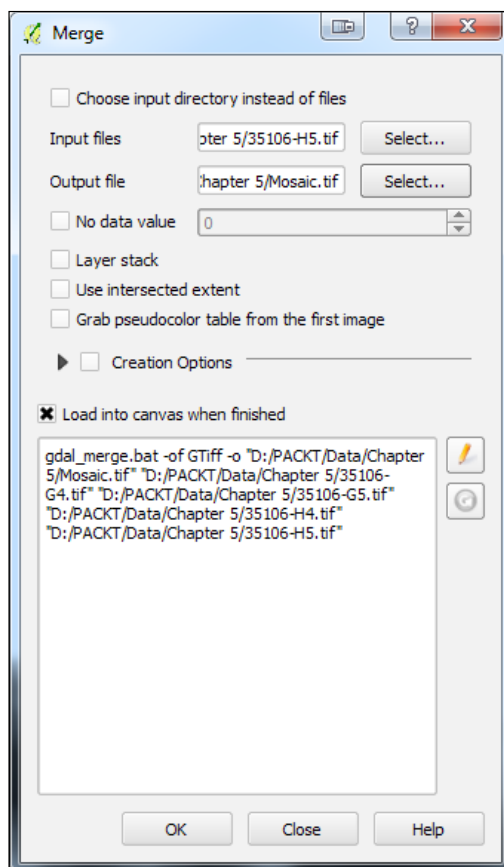 Merge
Choose input directory instead of files
Input files
pter 5/35106-H5.tif
Select...
Output file
Chapter 5/Mosaic.tif
Select...
No data value
0
Layer stack
Use intersected extent
Grab pseudocolor table from the first image
Creation Options
Load into canvas when finished
gdal_merge.bat -of GTiff -o "D:/PACKT/Data/Chapter
5/Mosaic.tif" "D:/PACKT/Data/Chapter 5/35106-
G4.tif" "D:/PACKT/Data/Chapter 5/35106-G5.tif"
"D:/PACKT/Data/Chapter 5/35106-H4.tif"
"D:/PACKT/Data/Chapter 5/35106-H5.tif"
OK
Close
Help